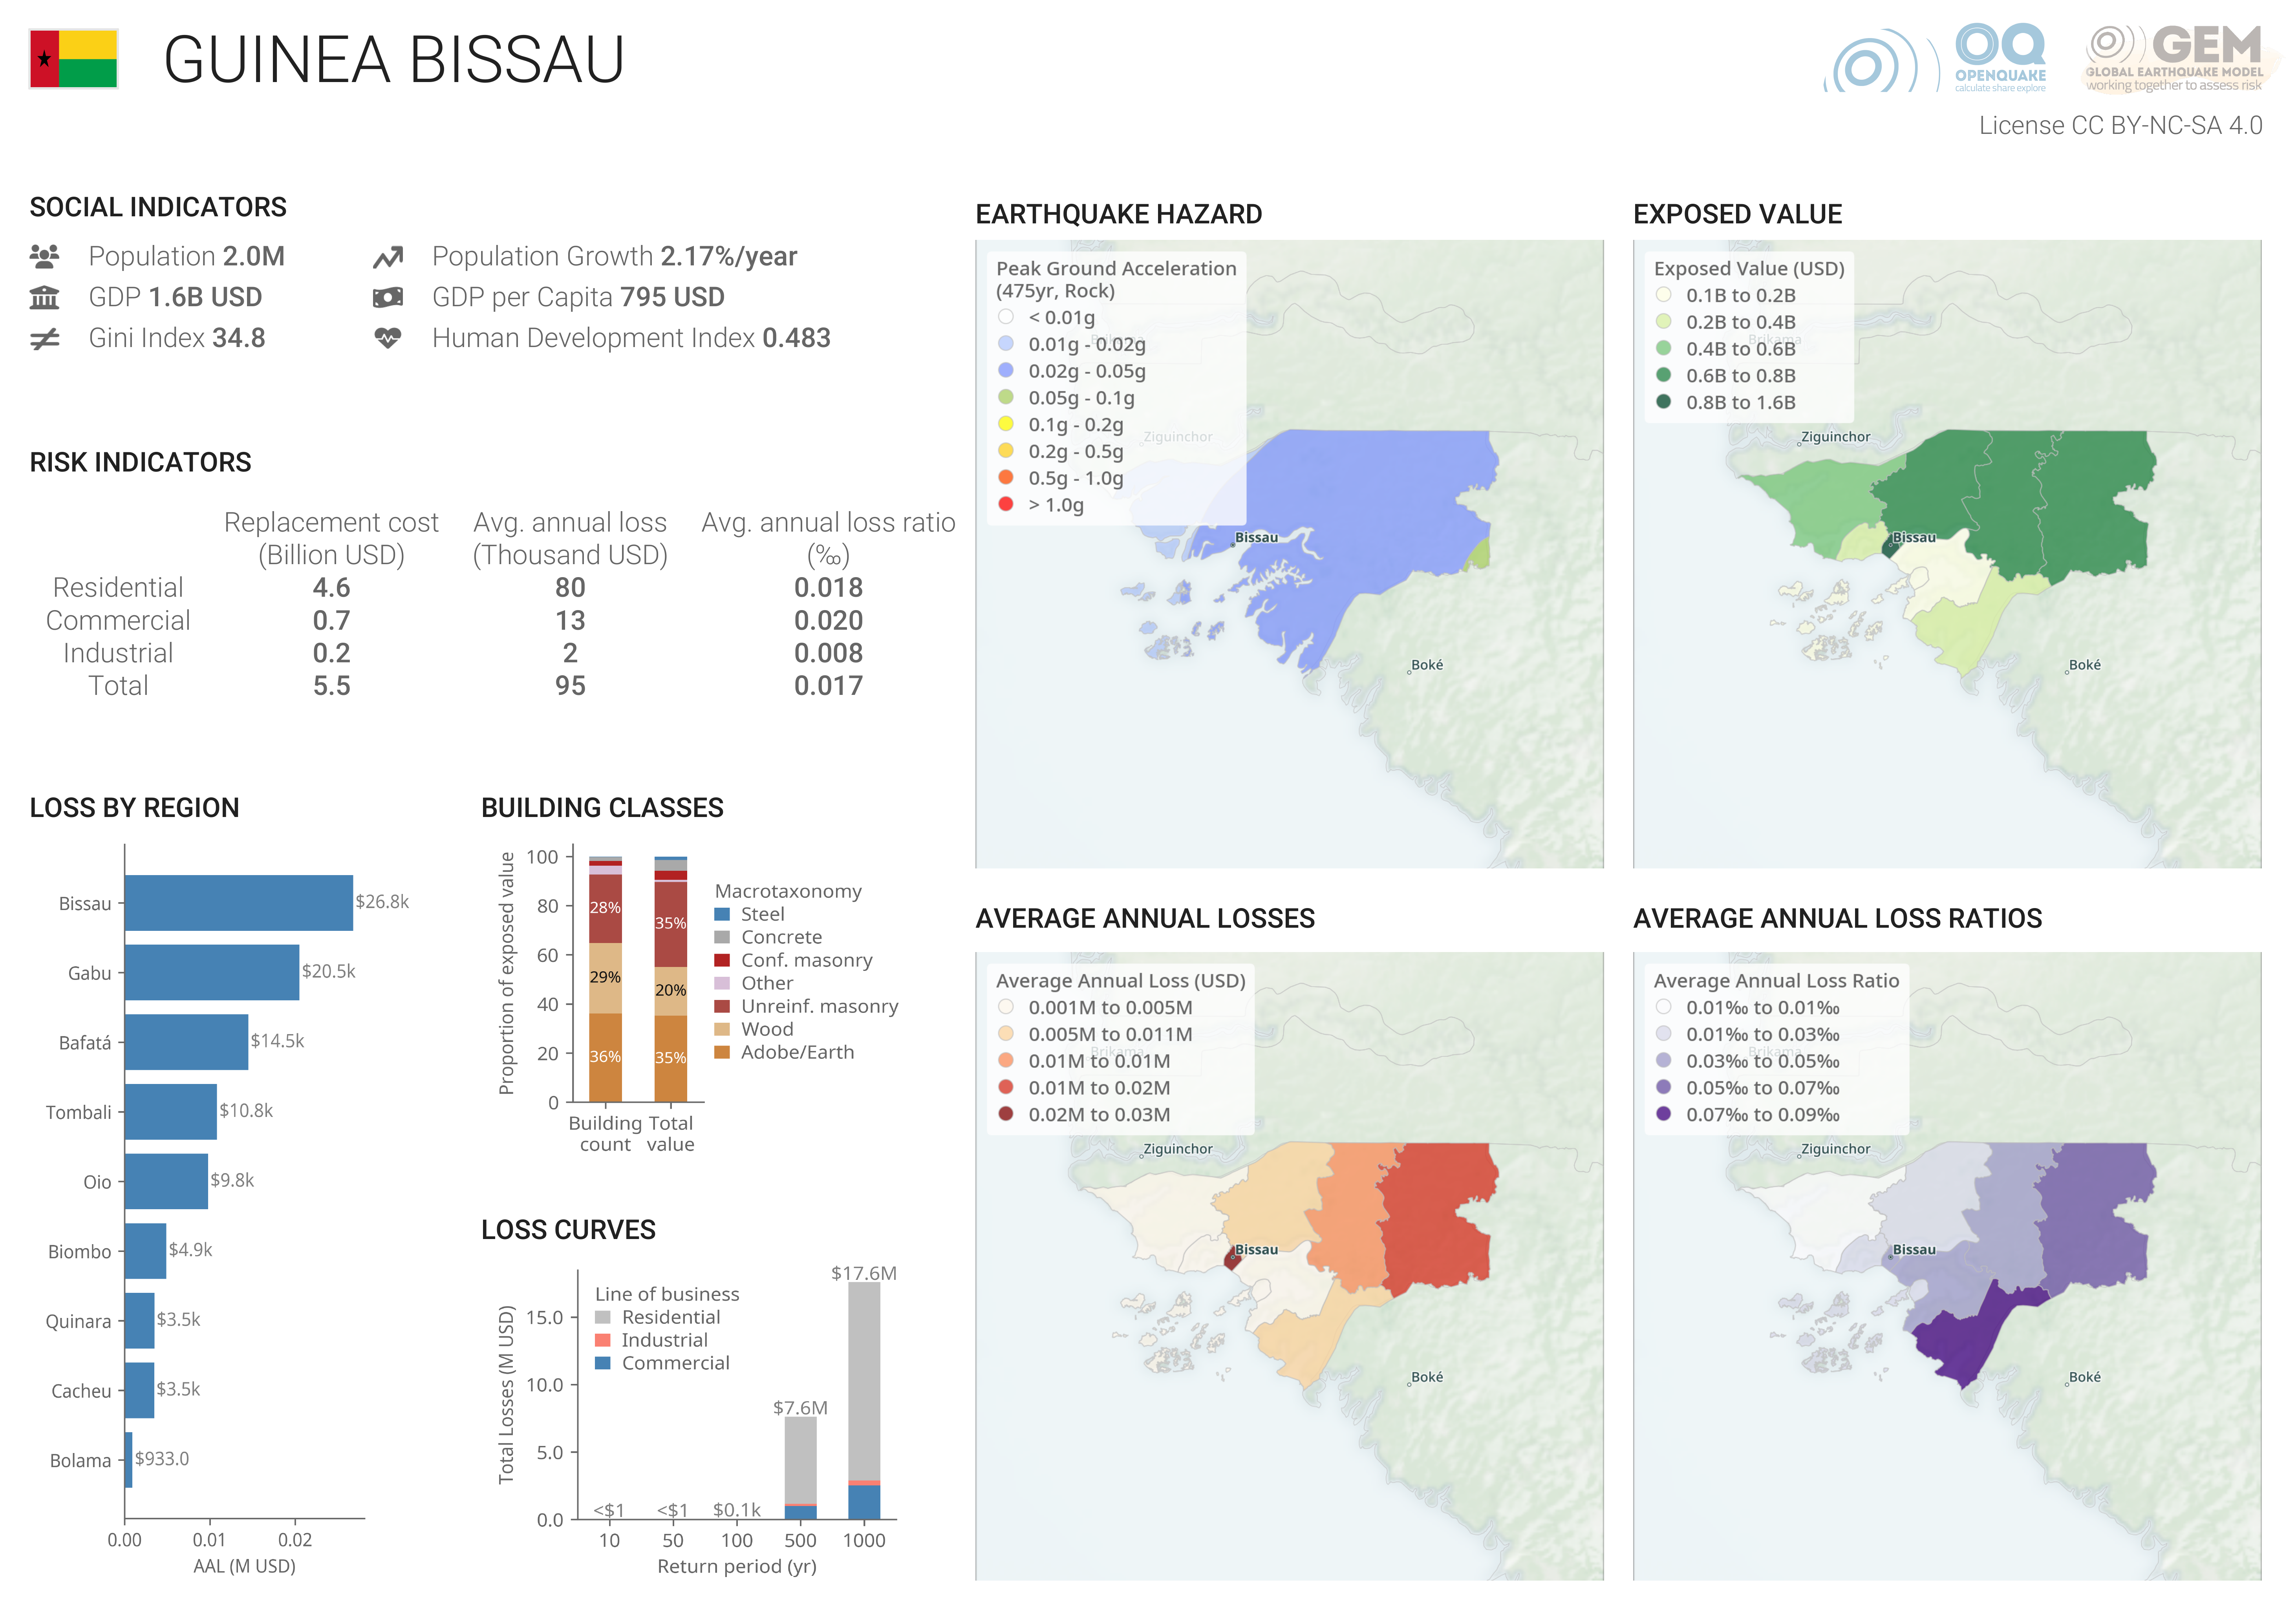 GUINEA BISSAU
OQ
OPENQUAKE
calculate share explore
GEM
GLOBAL EARTHQUAKE MODEL
working together to assess risk
License CC BY-NC-SA 4.0
SOCIAL INDICATORS
Population 2.0M
Population Growth 2.17%/year
GDP 1.6B USD
GDP per Capita 795 USD
Gini Index 34.8
Human Development Index 0.483
RISK INDICATORS
Replacement cost Avg. annual loss Avg. annual loss ratio
(Billion USD) (Thousand USD) (‰)
Residential 4.6 80 0.018
Commercial 0.7 13 0.020
Industrial 0.2 2 0.008
Total 5.5 95 0.017
LOSS BY REGION
Bissau $26.8k
Gabu $20.5k
Bafatá $14.5k
Tombali $10.8k
Oio $9.8k
Biombo $4.9k
Quinara $3.5k
Cacheu $3.5k
Bolama $933.0
0.00 0.01 0.02
AAL (M USD)
BUILDING CLASSES
Proportion of exposed value
100
80
60
40
20
0
28%
29%
36%
35%
20%
35%
Building count
Total value
Macrotaxonomy
Steel
Concrete
Conf. masonry
Other
Unreinf. masonry
Wood
Adobe/Earth
LOSS CURVES
Total Losses (M USD)
15.0
10.0
5.0
0.0
Line of business
Residential
Industrial
Commercial
<$1 <$1 $0.1k $7.6M $17.6M
10 50 100 500 1000
Return period (yr)
EARTHQUAKE HAZARD
Peak Ground Acceleration
(475yr, Rock)
< 0.01g
0.01g - 0.02g
0.02g - 0.05g
0.05g - 0.1g
0.1g - 0.2g
0.2g - 0.5g
0.5g - 1.0g
> 1.0g
Brikama
Ziguinchor
Bissau
Boké
EXPOSED VALUE
Exposed Value (USD)
0.1B to 0.2B
0.2B to 0.4B
0.4B to 0.6B
0.6B to 0.8B
0.8B to 1.6B
Brikama
Ziguinchor
Bissau
Boké
AVERAGE ANNUAL LOSSES
Average Annual Loss (USD)
0.001M to 0.005M
0.005M to 0.011M
0.01M to 0.01M
0.01M to 0.02M
0.02M to 0.03M
Brikama
Ziguinchor
Bissau
Boké
AVERAGE ANNUAL LOSS RATIOS
Average Annual Loss Ratio
0.01‰ to 0.01‰
0.01‰ to 0.03‰
0.03‰ to 0.05‰
0.05‰ to 0.07‰
0.07‰ to 0.09‰
Brikama
Ziguinchor
Bissau
Boké